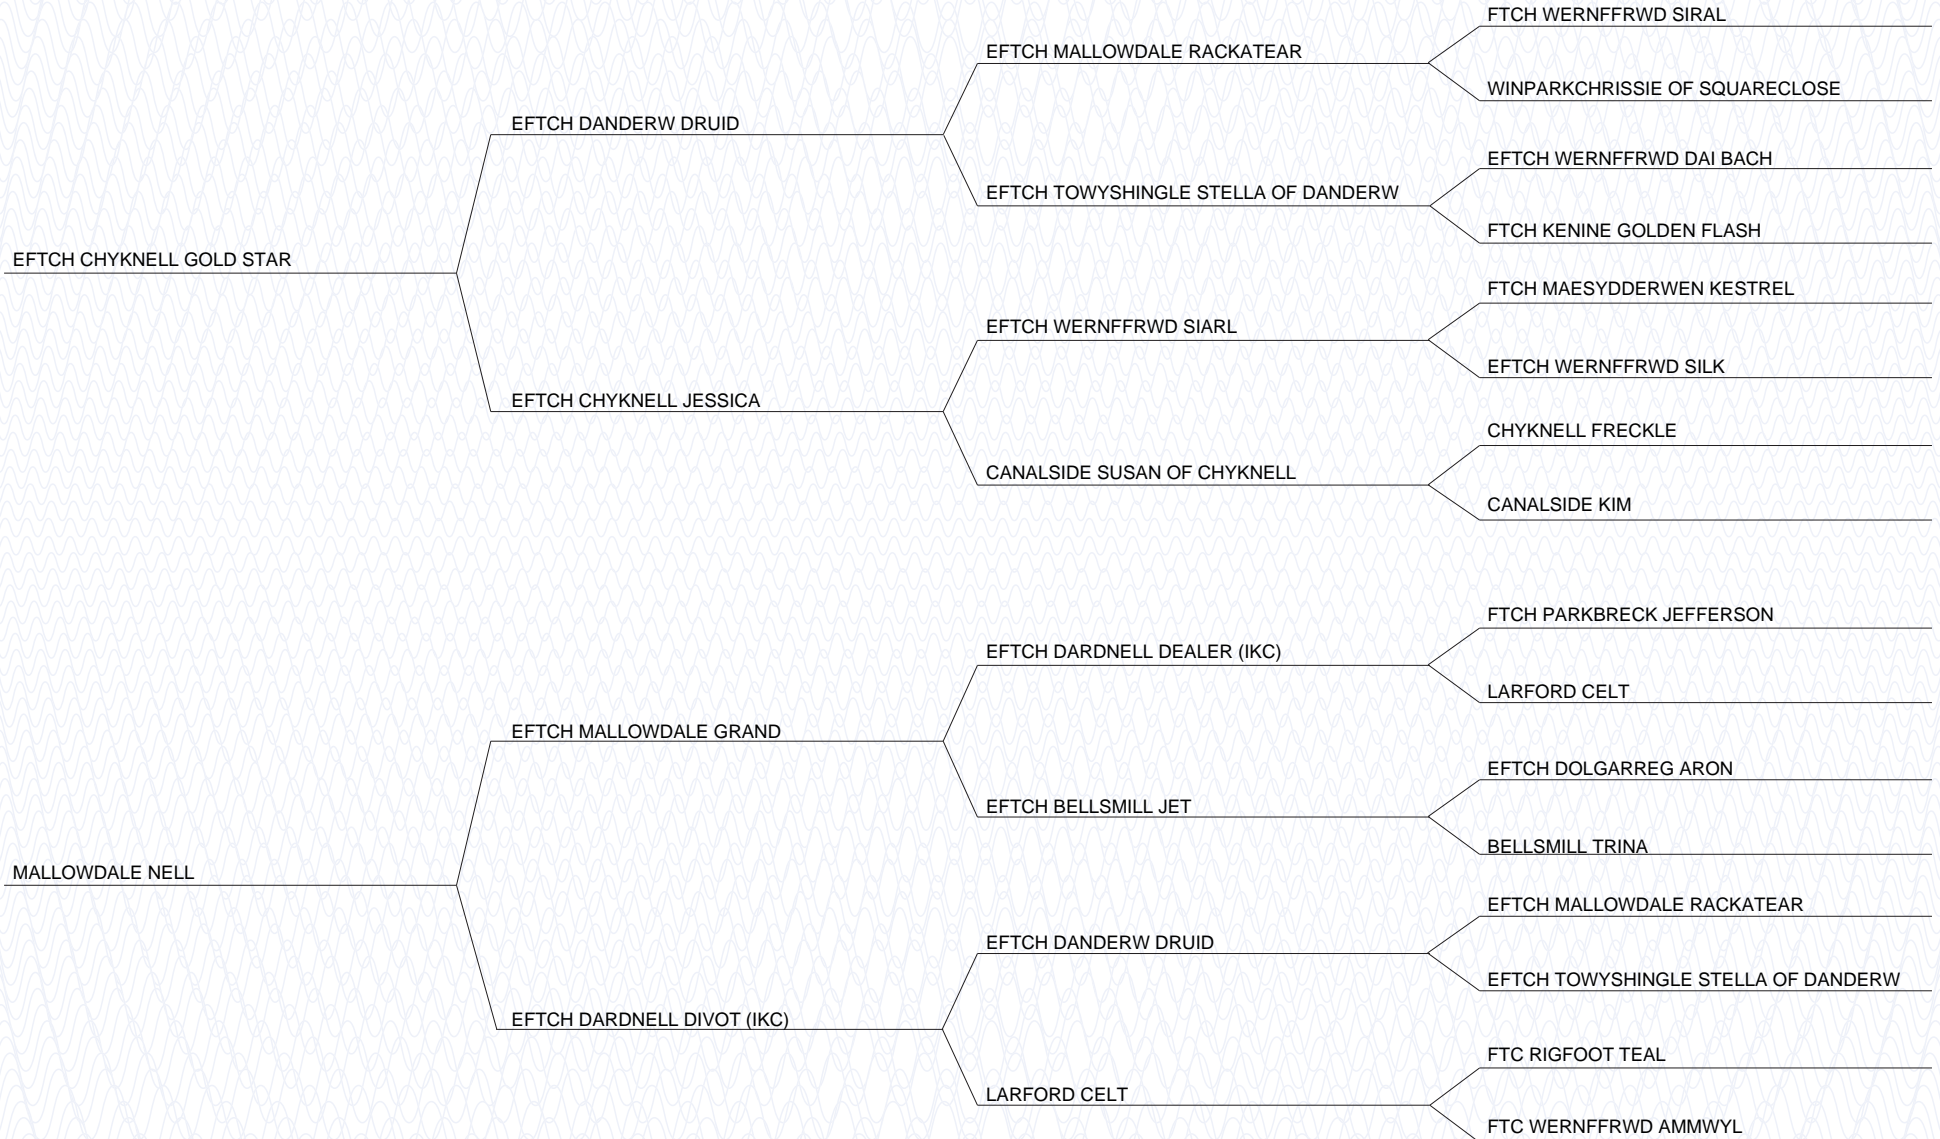 FTCH WERNFFRWD SIRAL
EFTCH MALLOWDALE RACKATEAR
WINPARKCHRISSIE OF SQUARECLOSE
EFTCH DANDERW DRUID
EFTCH WERNFFRWD DAI BACH
EFTCH TOWYSHINGLE STELLA OF DANDERW
FTCH KENINE GOLDEN FLASH
EFTCH CHYKNELL GOLD STAR
FTCH MAESYDDERWEN KESTREL
EFTCH WERNFFRWD SIARL
EFTCH WERNFFRWD SILK
EFTCH CHYKNELL JESSICA
CHYKNELL FRECKLE
CANALSIDE SUSAN OF CHYKNELL
CANALSIDE KIM
FTCH PARKBRECK JEFFERSON
EFTCH DARDNELL DEALER (IKC)
LARFORD CELT
EFTCH MALLOWDALE GRAND
EFTCH DOLGARREG ARON
EFTCH BELLSMILL JET
BELLSMILL TRINA
MALLOWDALE NELL
EFTCH MALLOWDALE RACKATEAR
EFTCH DANDERW DRUID
EFTCH TOWYSHINGLE STELLA OF DANDERW
EFTCH DARDNELL DIVOT (IKC)
FTC RIGFOOT TEAL
LARFORD CELT
FTC WERNFFRWD AMMWYL